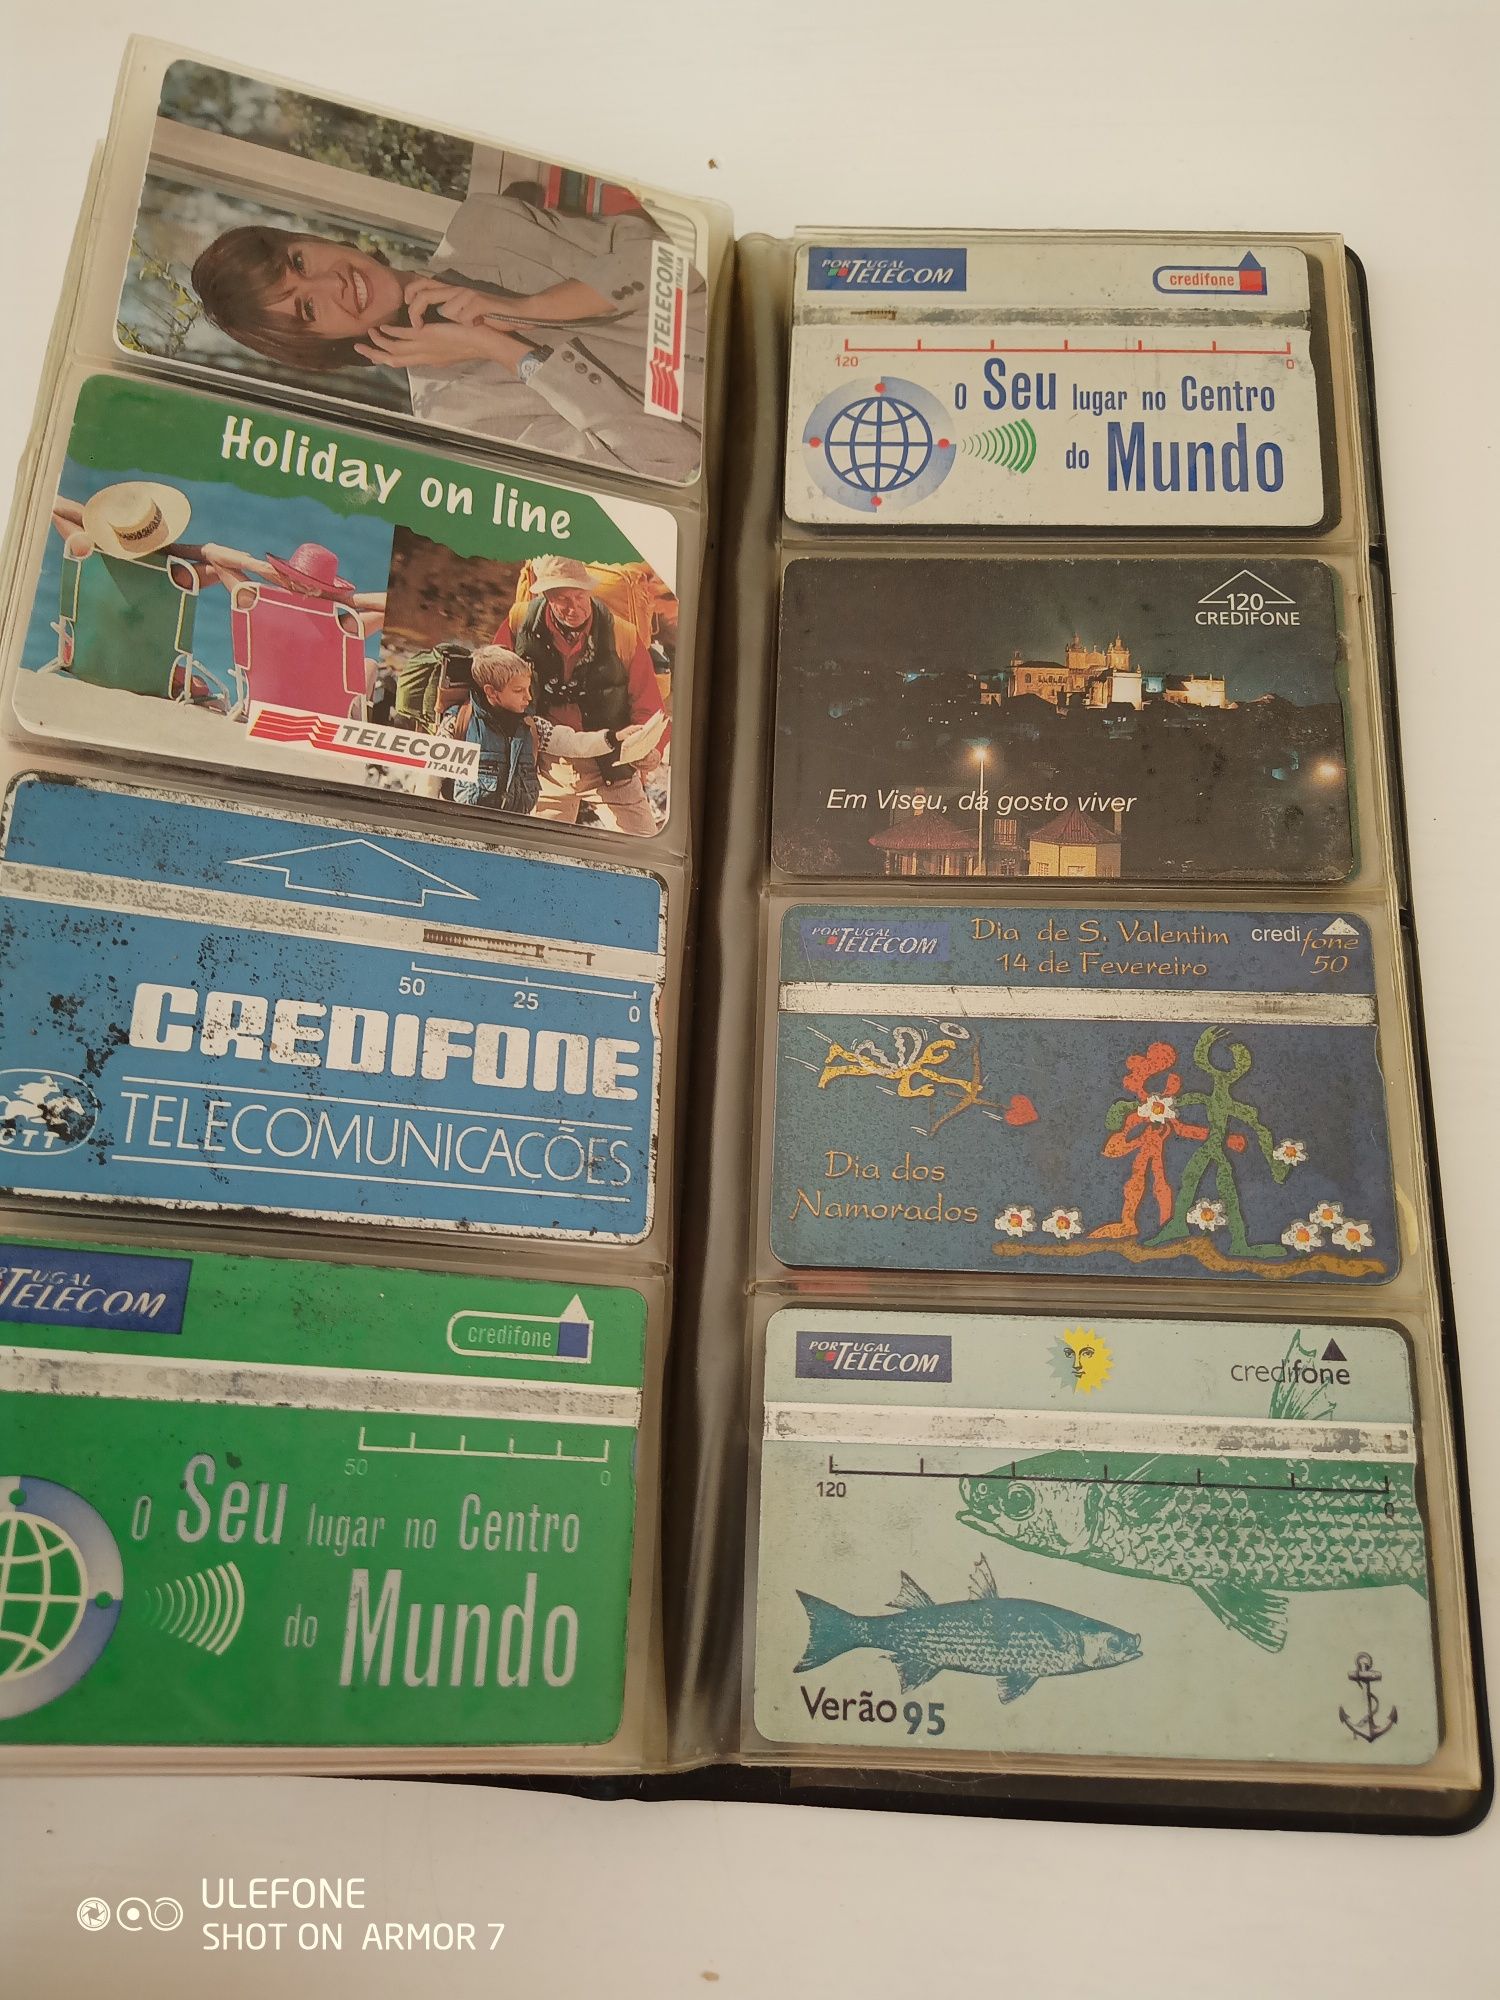 TELECOM
ITALIA
Holiday on line
TELECOM
ITALIA
50 25 0
CREDIFONE
CTT
TELECOMUNICAÇÕES
TELECOM
credifone
50 0
O Seu lugar no Centro
do Mundo
PORTUGAL
TELECOM
credifone
120 0
O Seu lugar no Centro
do Mundo
120
CREDIFONE
Em Viseu, dá gosto viver
PORTUGAL
TELECOM
Dia de S. Valentim
14 de Fevereiro
credifone
50
Dia dos
Namorados
PORTUGAL
TELECOM
credifone
120 0
Verão 95
ULEFONE
SHOT ON ARMOR 7